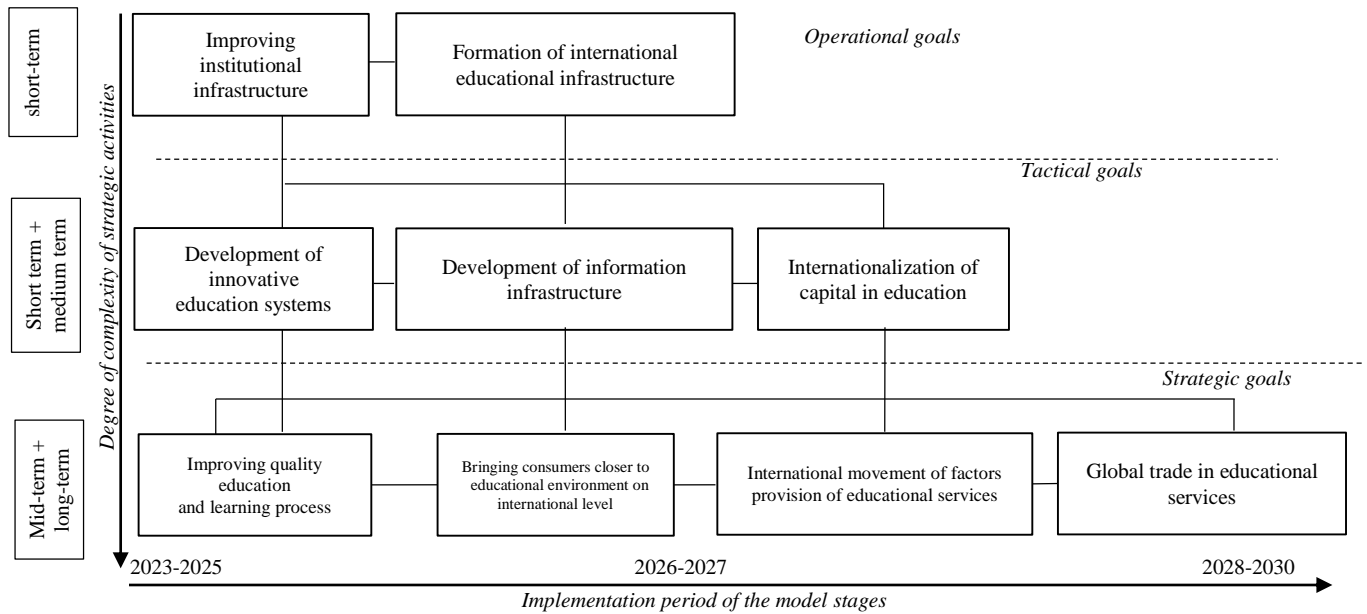 short-term
Improving
institutional
infrastructure
Formation of international
educational infrastructure
Operational goals
Degree of complexity of strategic activities
Tactical goals
Short term +
medium term
Development of
innovative
education systems
Development of information
infrastructure
Internationalization of
capital in education
Strategic goals
Mid-term +
long-term
Improving quality
education
and learning process
Bringing consumers closer to
educational environment on
international level
International movement of factors
provision of educational services
Global trade in educational
services
2023-2025
2026-2027
2028-2030
Implementation period of the model stages